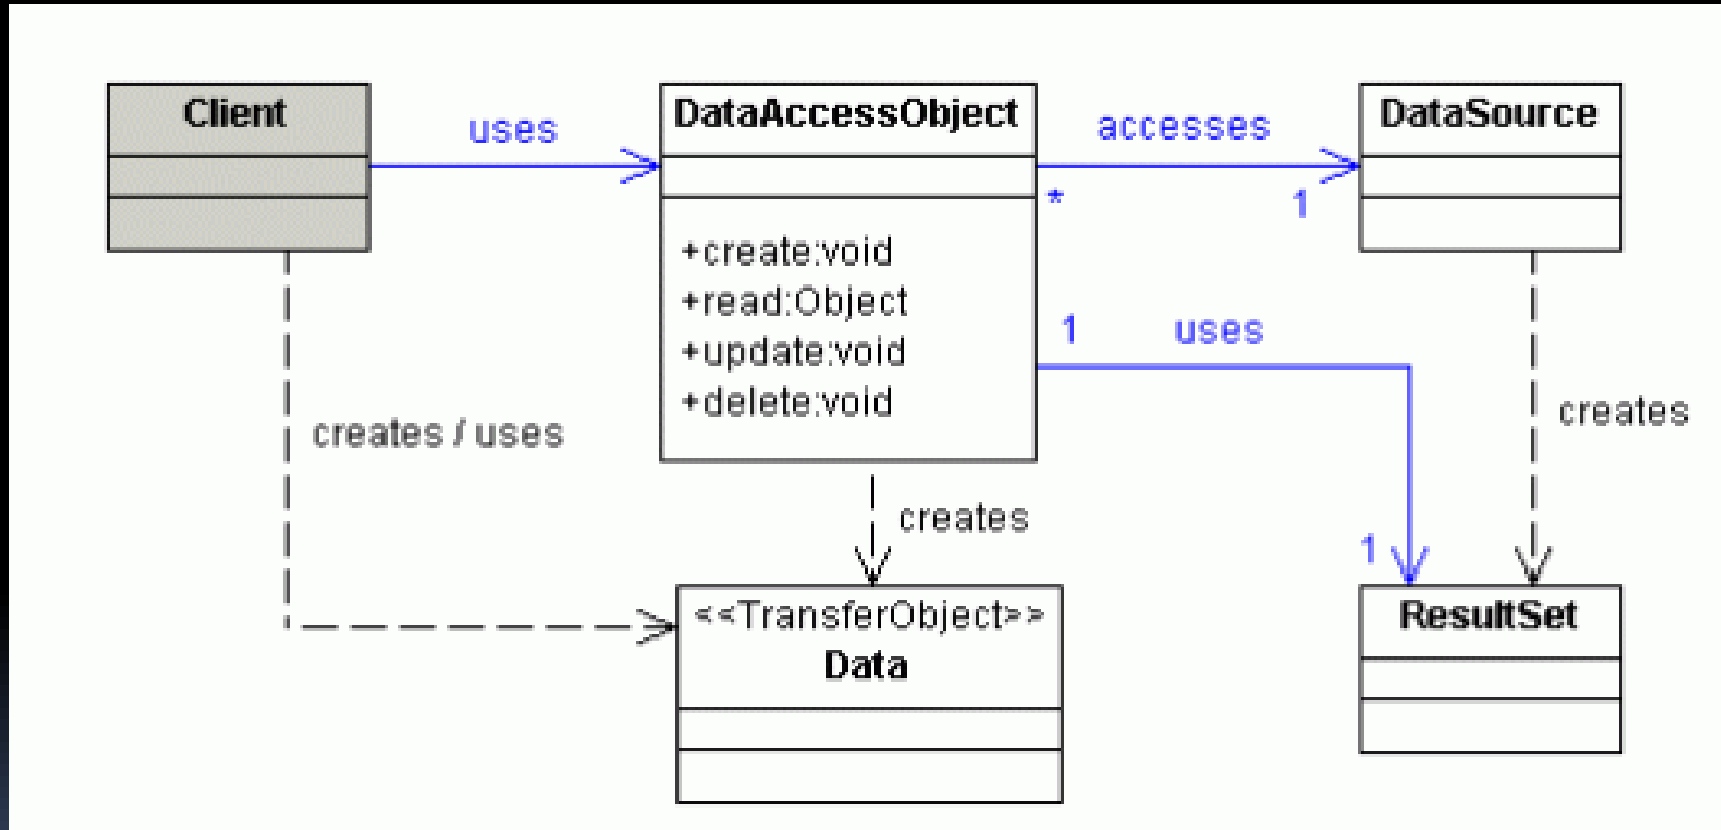 Client
uses
DataAccessObject
accesses
DataSource
*
1
+create:void
+read:Object
+update:void
+delete:void
1
uses
creates / uses
creates
creates
1
<<TransferObject>>
Data
ResultSet